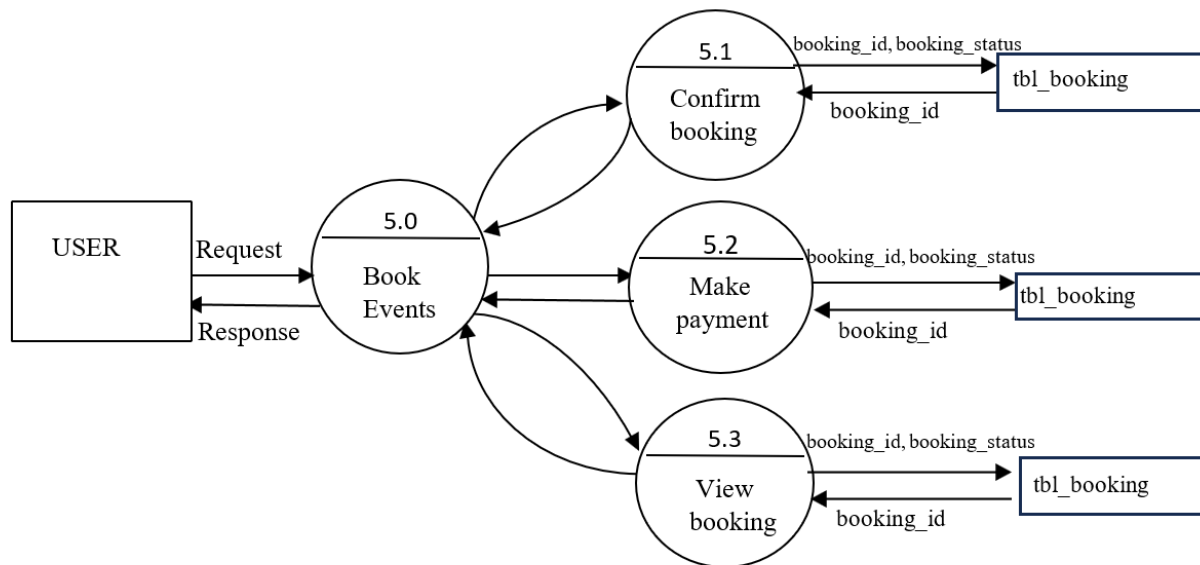 5.1
Confirm
booking
booking_id, booking_status
tbl_booking
booking_id
USER
Request
Response
5.0
Book
Events
5.2
Make
payment
booking_id, booking_status
tbl_booking
booking_id
5.3
View
booking
booking_id, booking_status
tbl_booking
booking_id